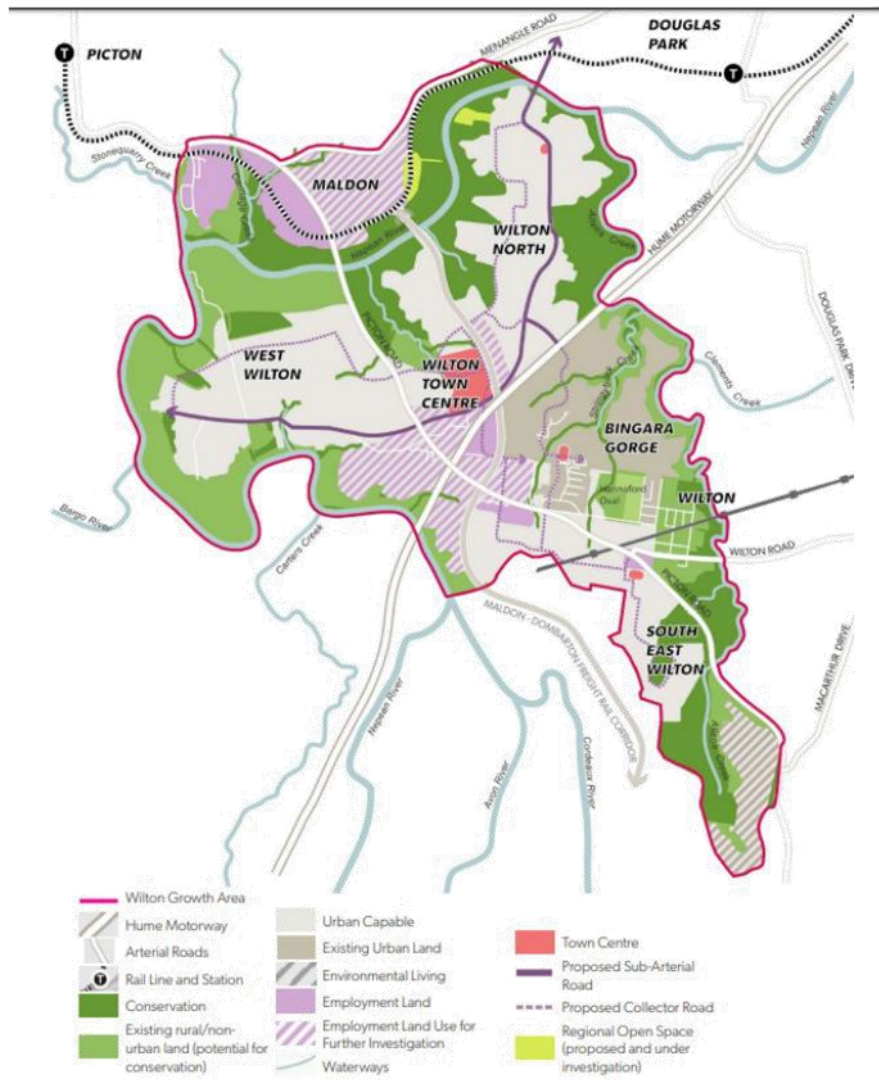 PICTON
T
MENANGLE ROAD
DOUGLAS
PARK
T
Nepean River
Stonequarry Creek
MALDON
Nepean River
WILTON
NORTH
Allens Creek
HUME MOTORWAY
DOUGLAS PARK DRIVE
PICTON ROAD
WEST
WILTON
WILTON
TOWN
CENTRE
Clements Creek
BINGARA
GORGE
Hannaford
Oval
WILTON
Bargo River
Carters Creek
WILTON ROAD
PICTON ROAD
MALDON - DOMBARTON FREIGHT RAIL CORRIDOR
SOUTH
EAST
WILTON
MACARTHUR DRIVE
Nepean River
Avon River
Cordeaux River
Allens Creek
Wilton Growth Area
Hume Motorway
Arterial Roads
T
Rail Line and Station
Conservation
Existing rural/non-
urban land (potential for
conservation)
Urban Capable
Existing Urban Land
Environmental Living
Employment Land
Employment Land Use for
Further Investigation
Waterways
Town Centre
Proposed Sub-Arterial
Road
Proposed Collector Road
Regional Open Space
(proposed and under
investigation)